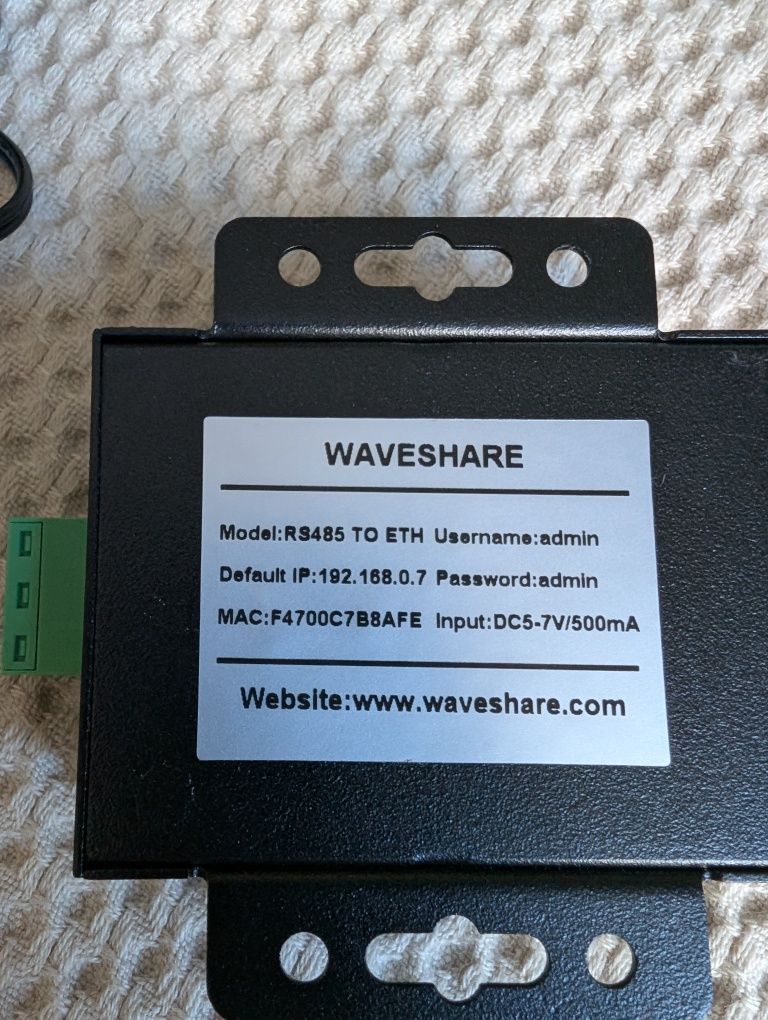 WAVESHARE
Model:RS485 TO ETH Username:admin
Default IP:192.168.0.7 Password:admin
MAC:F4700C7B8AFE Input:DC5-7V/500mA
Website:www.waveshare.com